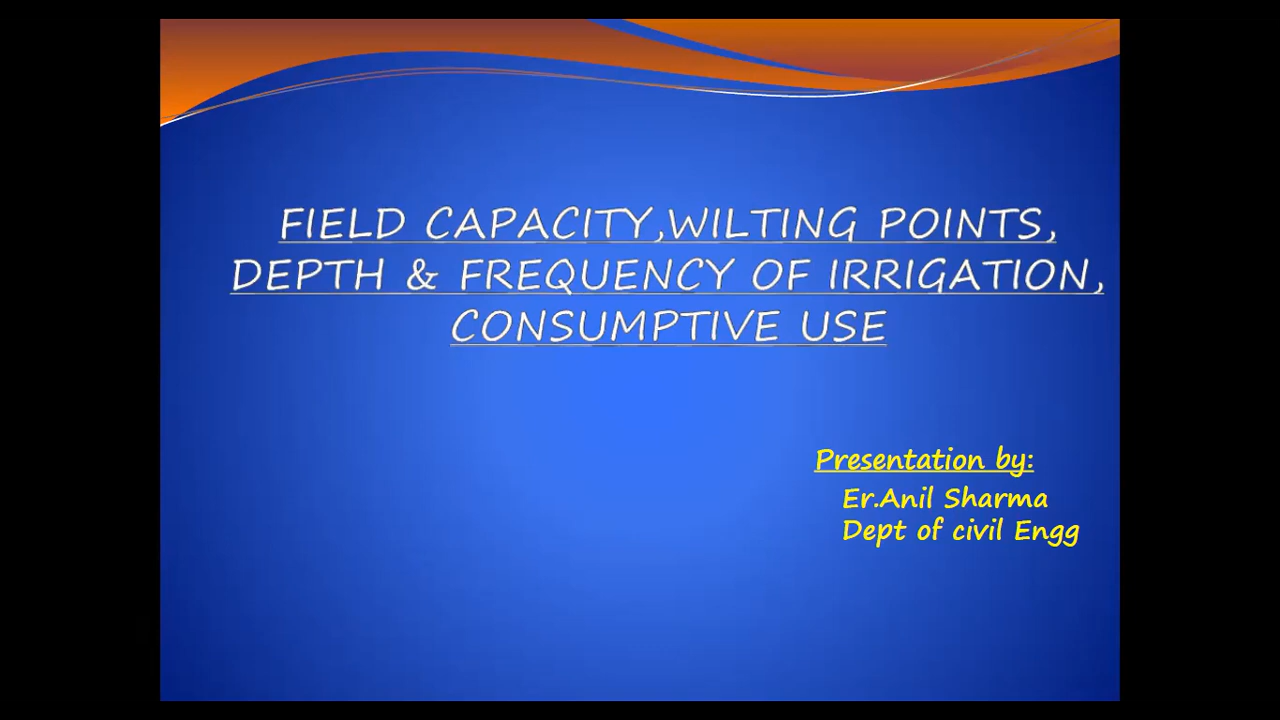 FIELD CAPACITY,WILTING POINTS,
DEPTH & FREQUENCY OF IRRIGATION,
CONSUMPTIVE USE
Presentation by:
Er.Anil Sharma
Dept of civil Engg